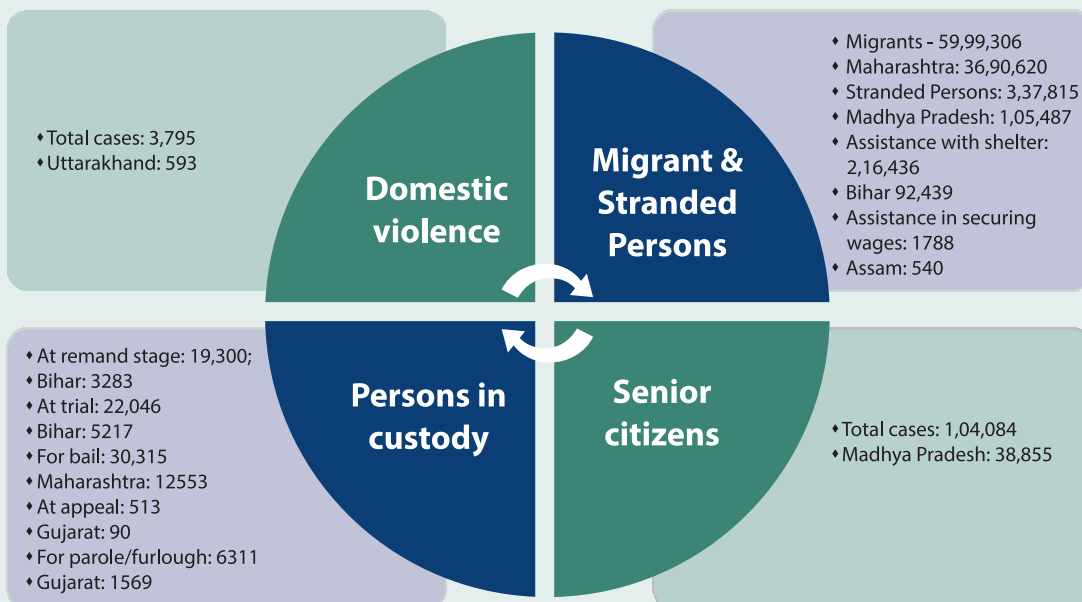 ♦ Total cases: 3,795
♦ Uttarakhand: 593
Domestic
violence
Migrant &
Stranded
Persons
♦ Migrants - 59,99,306
♦ Maharashtra: 36,90,620
♦ Stranded Persons: 3,37,815
♦ Madhya Pradesh: 1,05,487
♦ Assistance with shelter:
2,16,436
♦ Bihar 92,439
♦ Assistance in securing
wages: 1788
♦ Assam: 540
♦ At remand stage: 19,300;
♦ Bihar: 3283
♦ At trial: 22,046
♦ Bihar: 5217
♦ For bail: 30,315
♦ Maharashtra: 12553
♦ At appeal: 513
♦ Gujarat: 90
♦ For parole/furlough: 6311
♦ Gujarat: 1569
Persons in
custody
Senior
citizens
♦ Total cases: 1,04,084
♦ Madhya Pradesh: 38,855